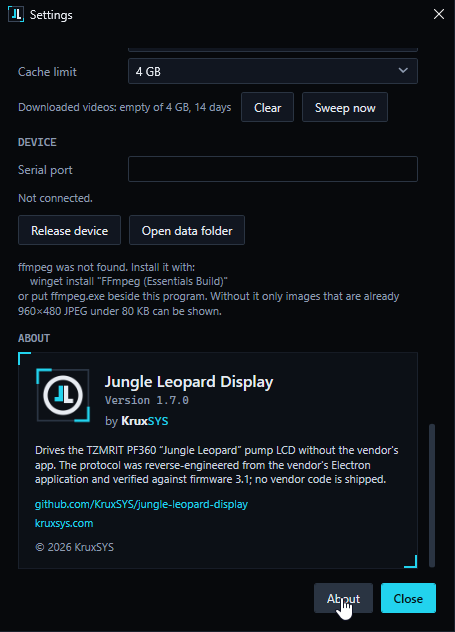 JL Settings
Cache limit
4 GB
Downloaded videos: empty of 4 GB, 14 days
Clear
Sweep now
DEVICE
Serial port
Not connected.
Release device
Open data folder
ffmpeg was not found. Install it with:
winget install "FFmpeg (Essentials Build)"
or put ffmpeg.exe beside this program. Without it only images that are already
960×480 JPEG under 80 KB can be shown.
ABOUT
JL
Jungle Leopard Display
Version 1.7.0
by KruxSYS
Drives the TZMRIT PF360 “Jungle Leopard” pump LCD without the vendor's
app. The protocol was reverse-engineered from the vendor's Electron
application and verified against firmware 3.1; no vendor code is shipped.
github.com/KruxSYS/jungle-leopard-display
kruxsys.com
© 2026 KruxSYS
About
Close